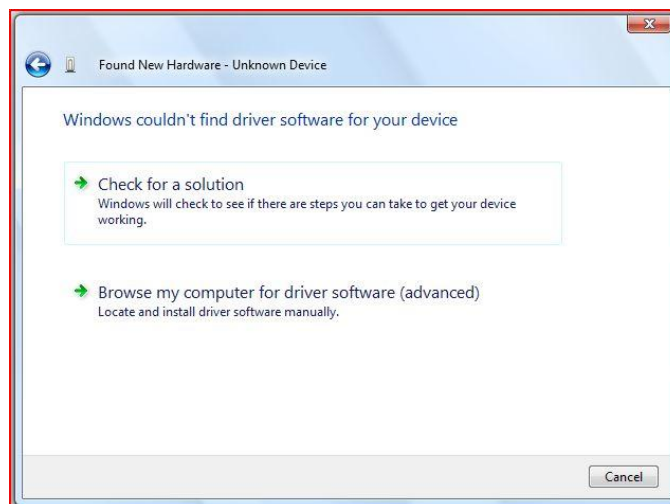 Found New Hardware - Unknown Device
Windows couldn't find driver software for your device
Check for a solution
Windows will check to see if there are steps you can take to get your device
working.
Browse my computer for driver software (advanced)
Locate and install driver software manually.
Cancel